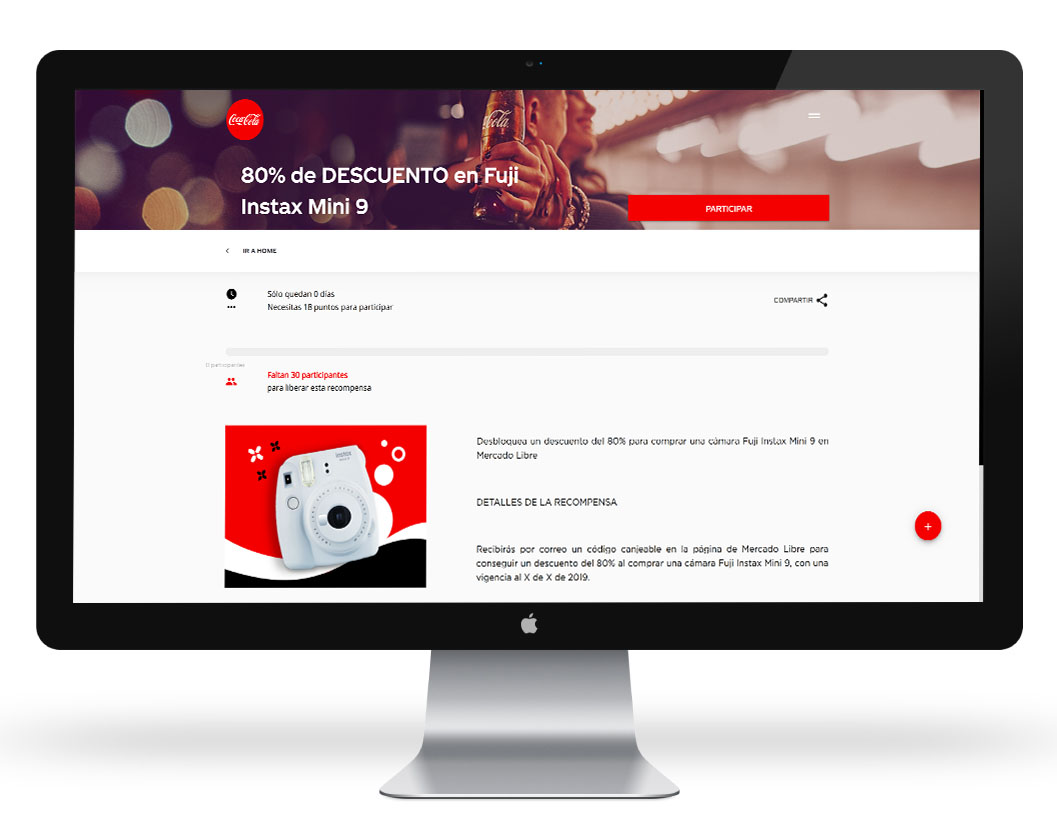 Coca-Cola
Coca-Cola
80% de DESCUENTO en Fuji
Instax Mini 9
PARTICIPAR
IR A HOME
Sólo quedan 0 días
Necesitas 18 puntos para participar
COMPARTIR
0 participantes
Faltan 30 participantes
para liberar esta recompensa
instax
Desbloquea un descuento del 80% para comprar una cámara Fuji Instax Mini 9 en
Mercado Libre
DETALLES DE LA RECOMPENSA
Recibirás por correo un código canjeable en la página de Mercado Libre para
conseguir un descuento del 80% al comprar una cámara Fuji Instax Mini 9, con una
vigencia al X de X de 2019.